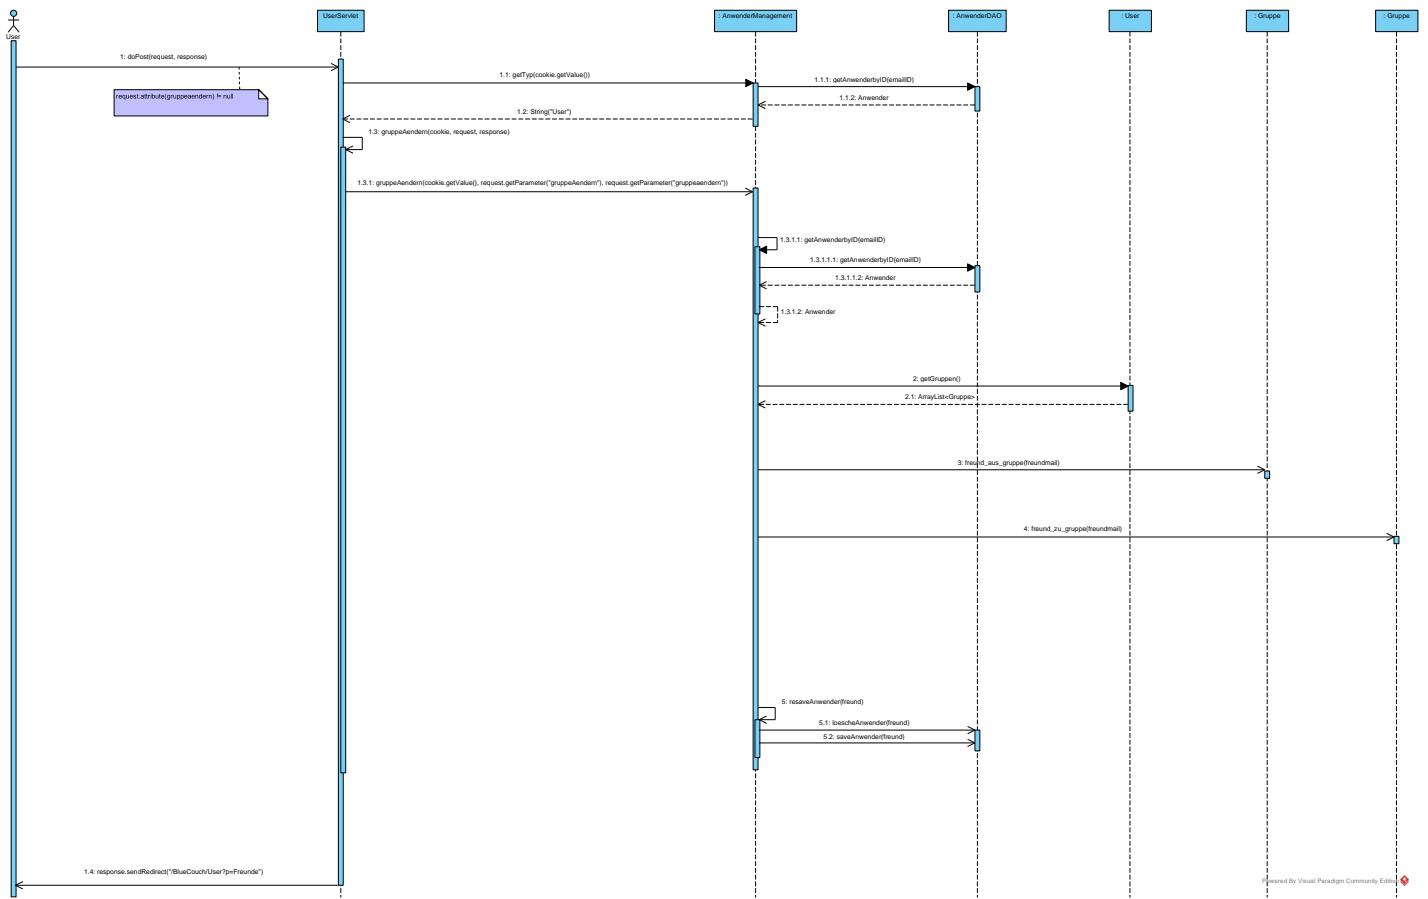 User
UserServlet
: AnwenderManagement
: AnwenderDAO
: User
: Gruppe
: Gruppe
1: doPost(request, response)
request.attribute(gruppeaendern) != null
1.1: getTyp(cookie.getValue())
1.1.1: getAnwenderbyID(emailID)
1.1.2: Anwender
1.2: String("User")
1.3: gruppeAendern(cookie, request, response)
1.3.1: gruppeAendern(cookie.getValue(), request.getParameter("gruppeAendern"), request.getParameter("gruppeaendern"))
1.3.1.1: getAnwenderbyID(emailID)
1.3.1.1.1: getAnwenderbyID(emailID)
1.3.1.1.2: Anwender
1.3.1.2: Anwender
2: getGruppen()
2.1: ArrayList<Gruppe>
3: freund_aus_gruppe(freundmail)
4: freund_zu_gruppe(freundmail)
5: resaveAnwender(freund)
5.1: loescheAnwender(freund)
5.2: saveAnwender(freund)
1.4: response.sendRedirect("/BlueCouch/User?p=Freunde")
Powered By Visual Paradigm Community Edition